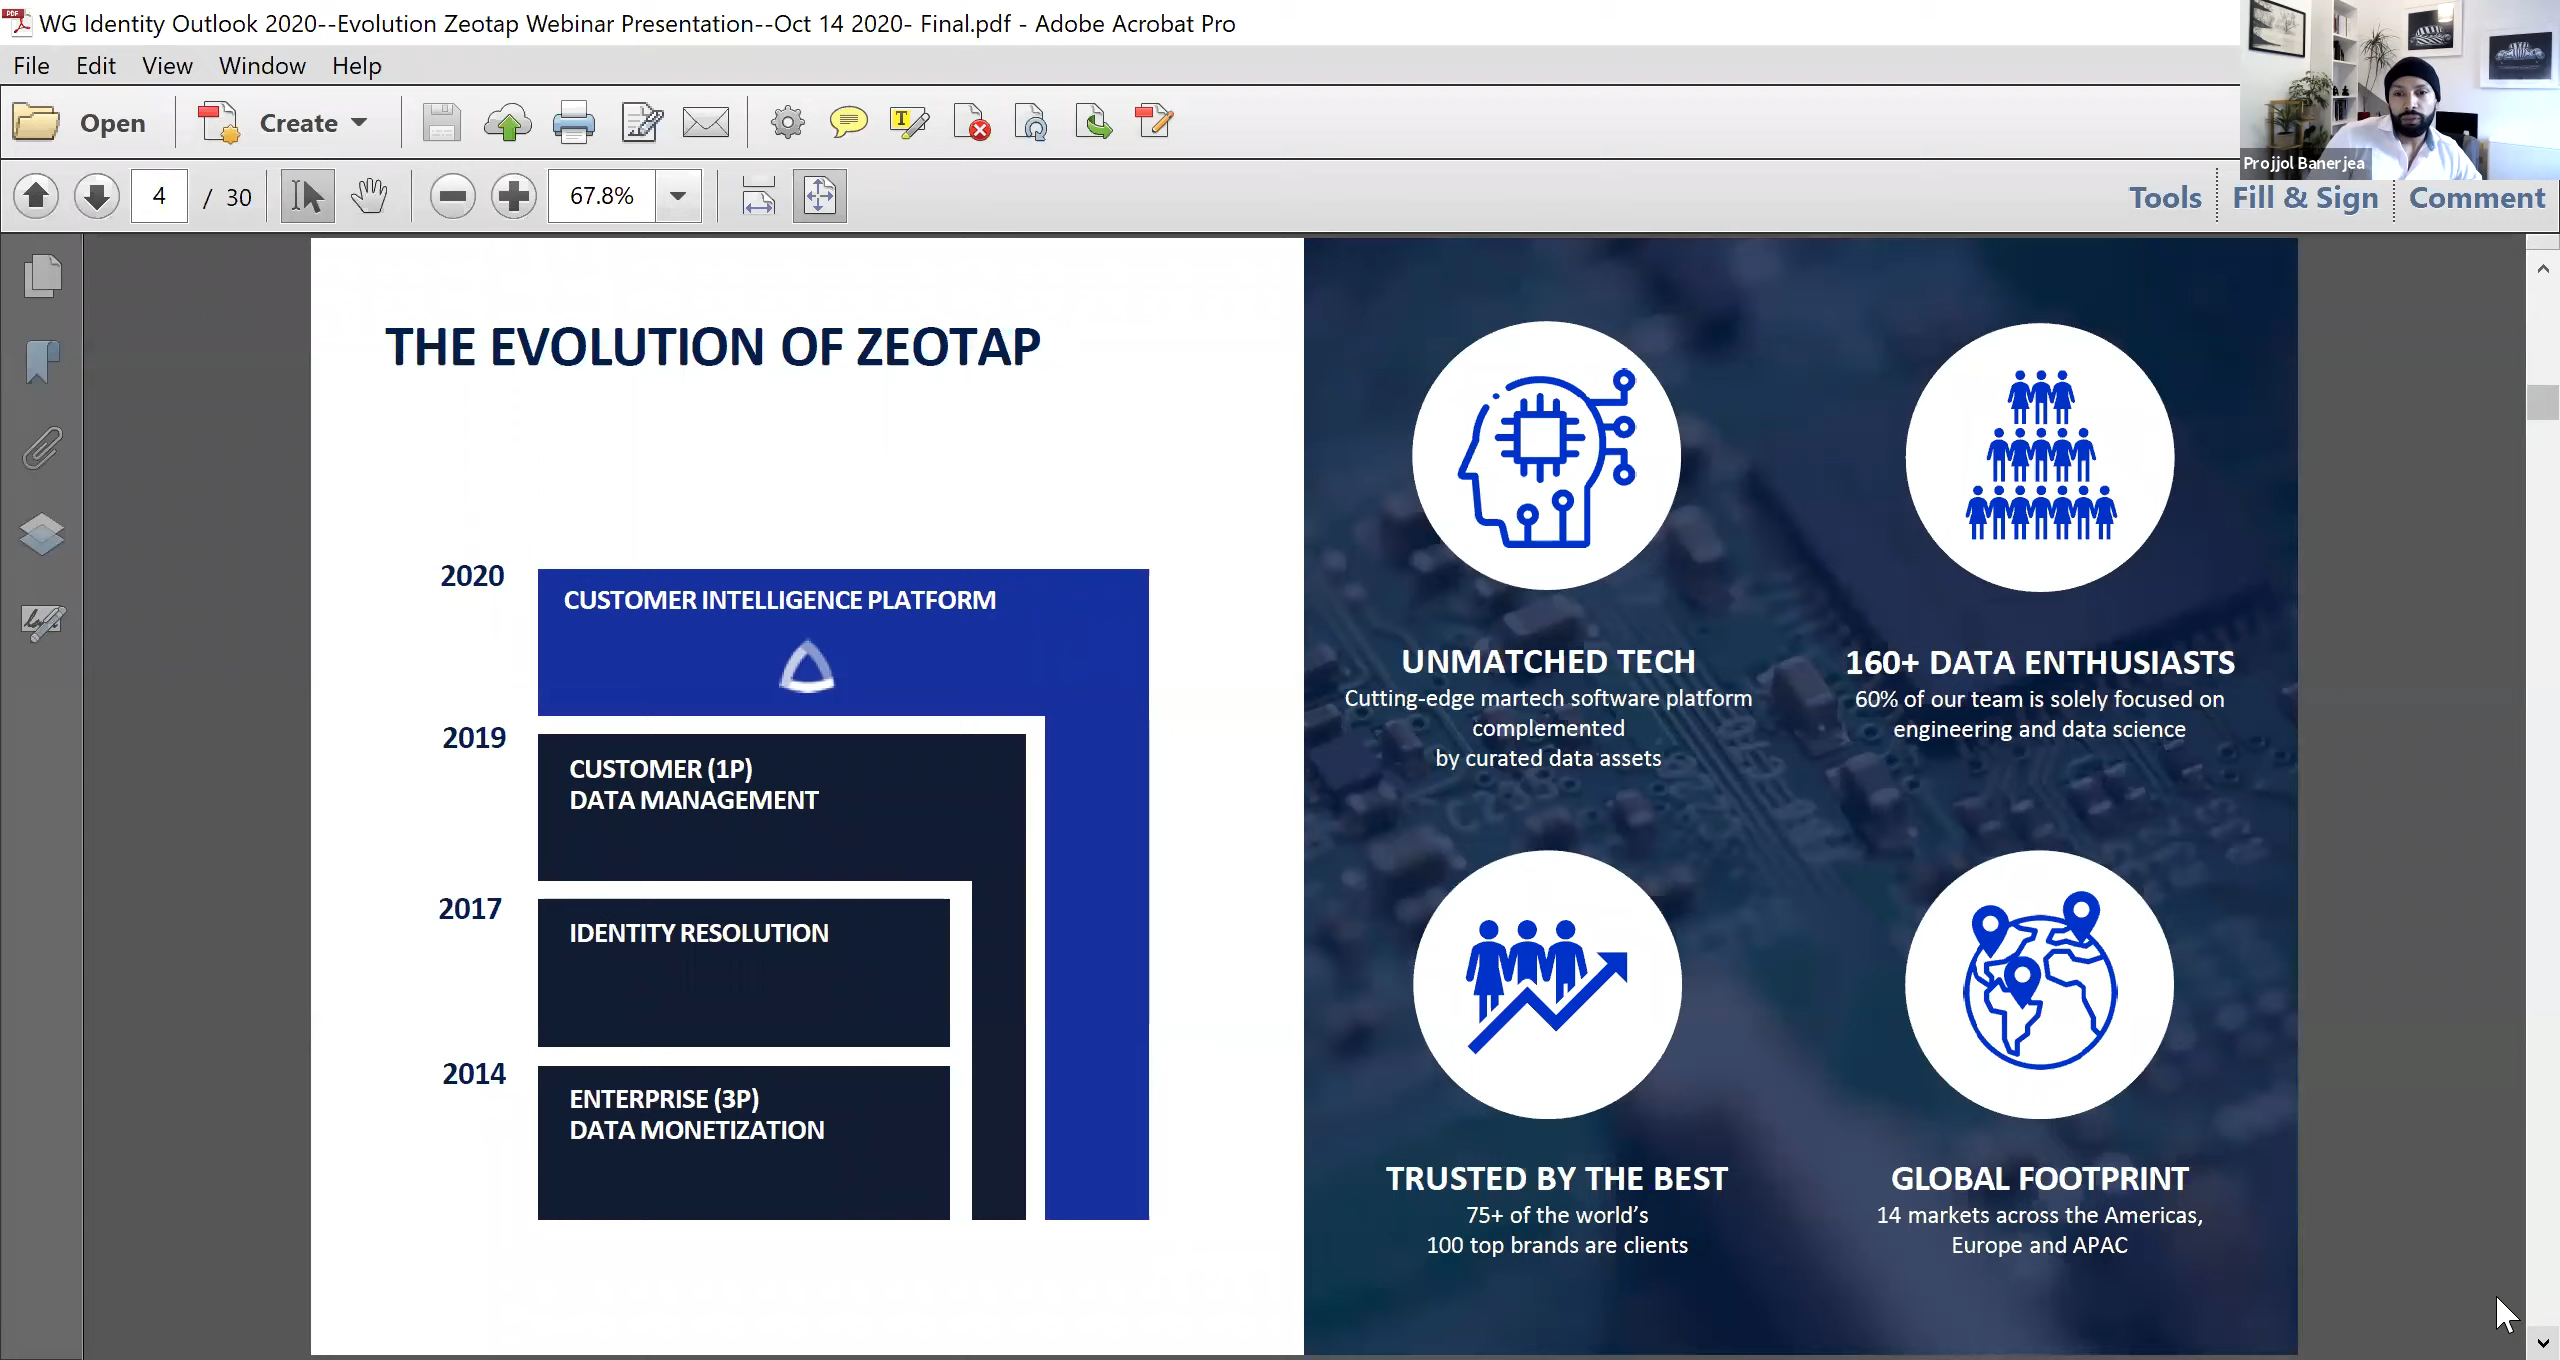 WG Identity Outlook 2020--Evolution Zeotap Webinar Presentation--Oct 14 2020- Final.pdf - Adobe Acrobat Pro
File Edit View Window Help
Open Create
4 / 30 67.8% Tools Fill & Sign Comment
Projjol Banerjea
THE EVOLUTION OF ZEOTAP
2020
CUSTOMER INTELLIGENCE PLATFORM
2019
CUSTOMER (1P)
DATA MANAGEMENT
2017
IDENTITY RESOLUTION
2014
ENTERPRISE (3P)
DATA MONETIZATION
UNMATCHED TECH
Cutting-edge martech software platform
complemented
by curated data assets
160+ DATA ENTHUSIASTS
60% of our team is solely focused on
engineering and data science
TRUSTED BY THE BEST
75+ of the world’s
100 top brands are clients
GLOBAL FOOTPRINT
14 markets across the Americas,
Europe and APAC